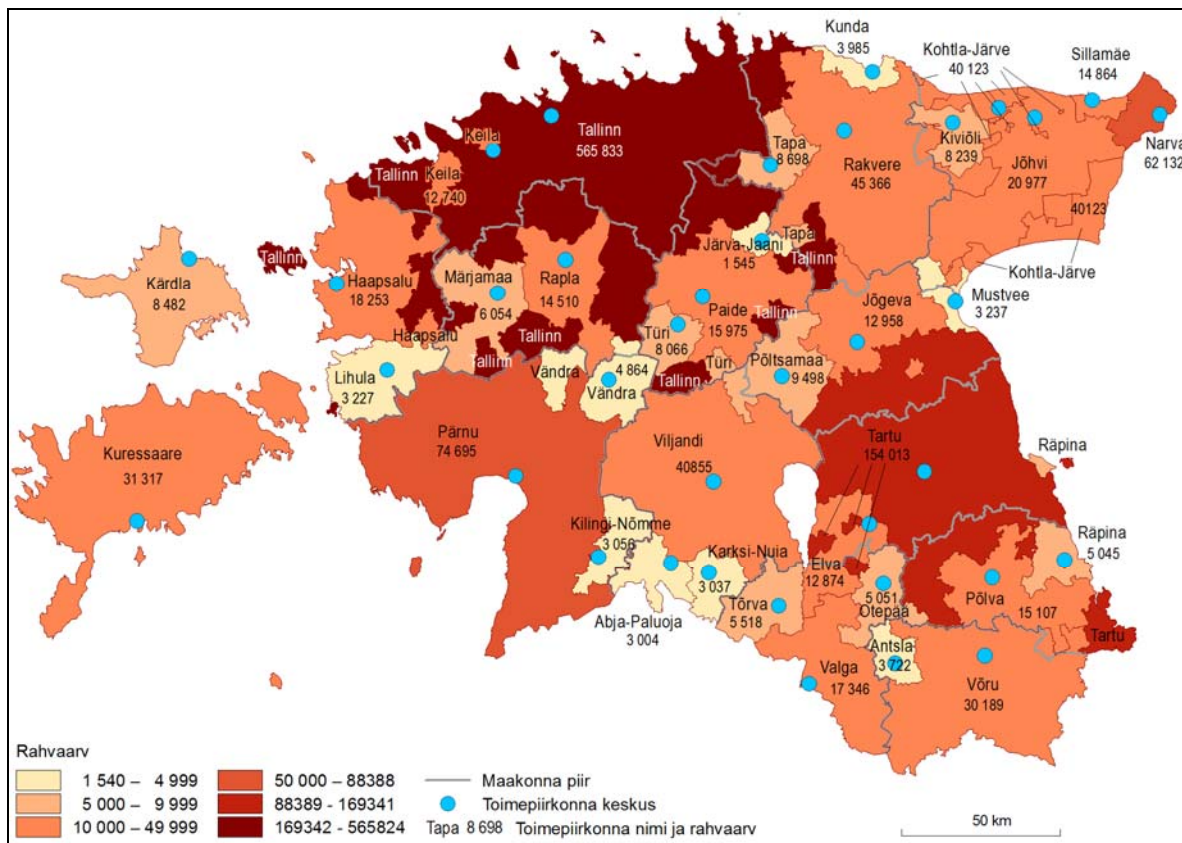 Kunda
3 985
Kohtla-Järve
40 123
Sillamäe
14 864
Keila
Tallinn
565 833
Tapa
8 698
Kiviõli
8 239
Narva
62 132
Rakvere
45 366
Jõhvi
20 977
Tallinn
Keila
12 740
40123
Tallinn
Kärdla
8 482
Järva-Jaani
1 545
Tapa
Tallinn
Kohtla-Järve
Haapsalu
18 253
Märjamaa
6 054
Rapla
14 510
Mustvee
3 237
Paide
15 975
Jõgeva
12 958
Tallinn
Haapsalu
Tallinn
Türi
8 066
Tallinn
Türi
Põltsamaa
9 498
Lihula
3 227
Vändra
4 864
Vändra
Tallinn
Pärnu
74 695
Viljandi
40855
Tartu
154 013
Räpina
Kuressaare
31 317
Kilingi-Nõmme
3 056
Karksi-Nuia
3 037
Räpina
5 045
Elva
12 874
5 051
Otepää
Põlva
15 107
Abja-Paluoja
3 004
Tõrva
5 518
Tartu
Antsla
3 722
Valga
17 346
Võru
30 189
Rahvaarv
1 540 – 4 999
5 000 – 9 999
10 000 – 49 999
50 000 – 88388
88389 - 169341
169342 - 565824
Maakonna piir
Toimepiirkonna keskus
Tapa 8 698 Toimepiirkonna nimi ja rahvaarv
50 km